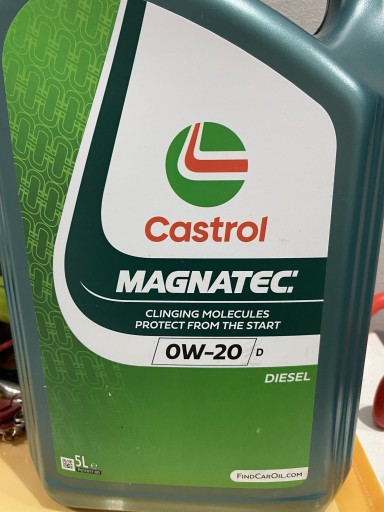 Castrol
MAGNATEC
CLINGING MOLECULES
PROTECT FROM THE START
0W-20 D
DIESEL
5L e
FINDCAROIL.COM